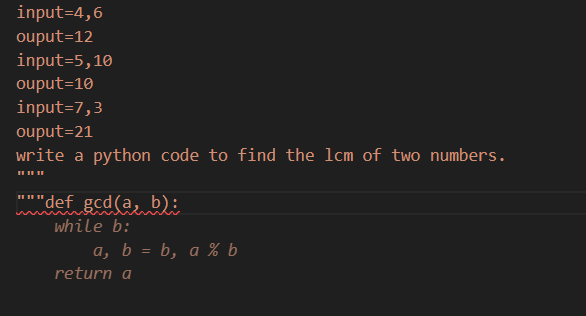 input=4,6
ouput=12
input=5,10
ouput=10
input=7,3
ouput=21
write a python code to find the lcm of two numbers.
"""
"""def gcd(a, b):
    while b:
        a, b = b, a % b
    return a